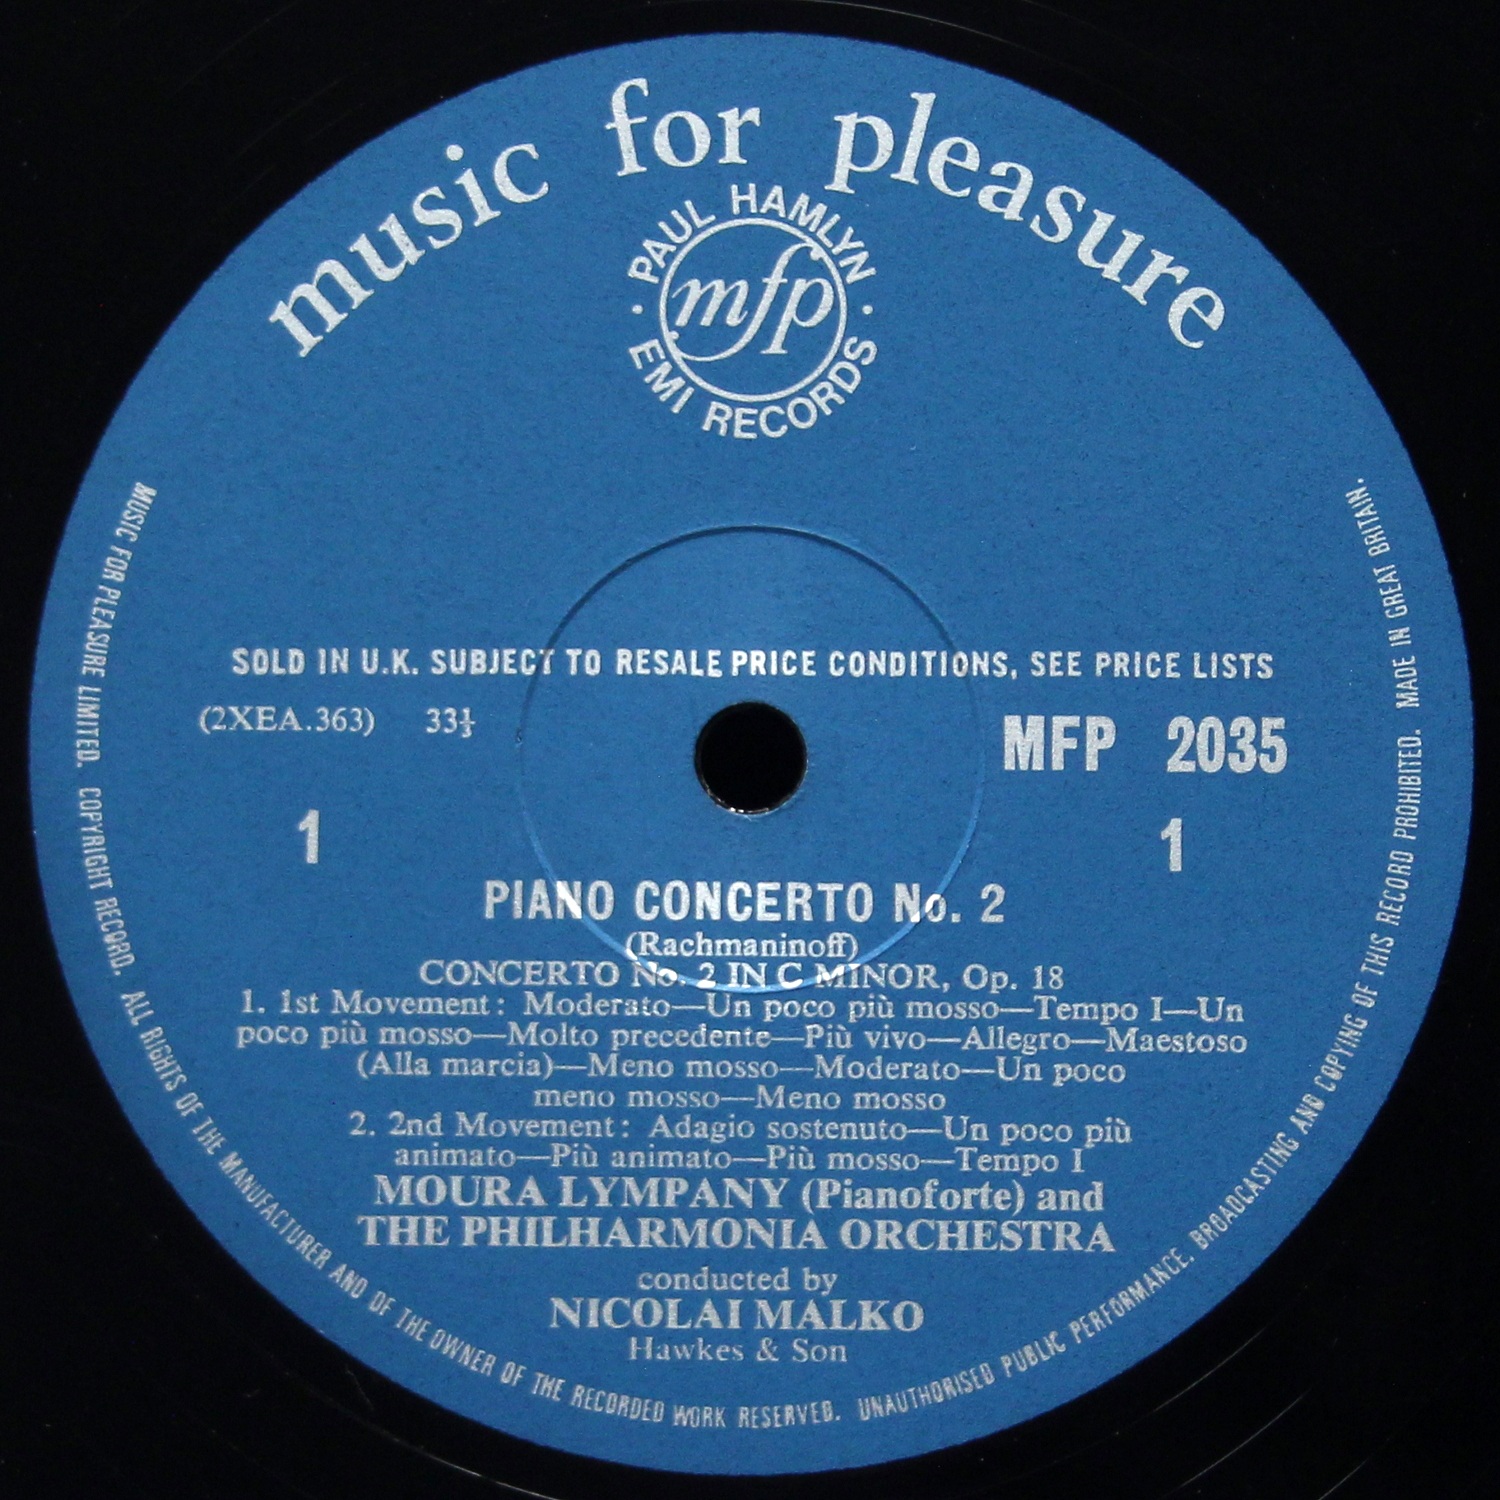 music for pleasure
PAUL HAMLYN
mfp
· EMI RECORDS ·
SOLD IN U.K. SUBJECT TO RESALE PRICE CONDITIONS, SEE PRICE LISTS
(2XEA.363) 33⅓
MFP 2035
1 1
PIANO CONCERTO No. 2
(Rachmaninoff)
CONCERTO No. 2 IN C MINOR, Op. 18
1. 1st Movement: Moderato—Un poco più mosso—Tempo I—Un
poco più mosso—Molto precedente—Più vivo—Allegro—Maestoso
(Alla marcia)—Meno mosso—Moderato—Un poco
meno mosso—Meno mosso
2. 2nd Movement: Adagio sostenuto—Un poco più
animato—Più animato—Più mosso—Tempo I
MOURA LYMPANY (Pianoforte) and
THE PHILHARMONIA ORCHESTRA
conducted by
NICOLAI MALKO
Hawkes & Son
MUSIC FOR PLEASURE LIMITED. COPYRIGHT RECORD. ALL RIGHTS OF THE MANUFACTURER AND OF THE OWNER OF THE RECORDED WORK RESERVED. UNAUTHORISED PUBLIC PERFORMANCE, BROADCASTING AND COPYING OF THIS RECORD PROHIBITED. MADE IN GREAT BRITAIN.